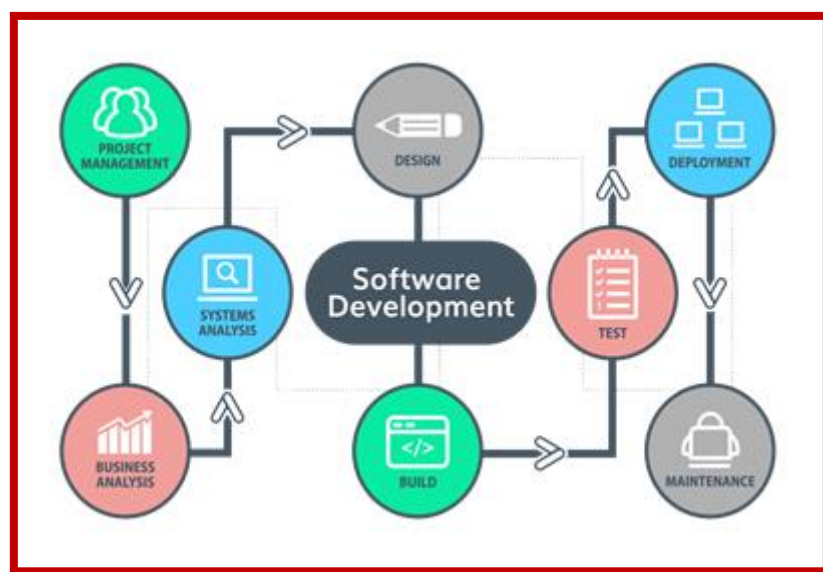 PROJECT
MANAGEMENT
BUSINESS
ANALYSIS
SYSTEMS
ANALYSIS
DESIGN
Software
Development
</>
BUILD
TEST
DEPLOYMENT
MAINTENANCE